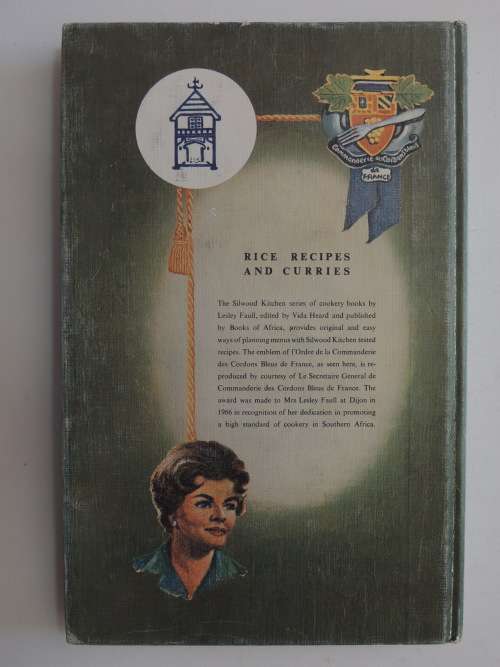 COMMANDERIE des CORDONS BLEUS
de
FRANCE
RICE RECIPES
AND CURRIES
The Silwood Kitchen series of cookery books by
Lesley Faull, edited by Vida Heard and published
by Books of Africa, provides original and easy
ways of planning menus with Silwood Kitchen tested
recipes. The emblem of l'Ordre de la Commanderie
des Cordons Bleus de France, as seen here, is re-
produced by courtesy of Le Secretaire General de
Commanderie des Cordons Bleus de France. The
award was made to Mrs Lesley Faull at Dijon in
1966 in recognition of her dedication in promoting
a high standard of cookery in Southern Africa.